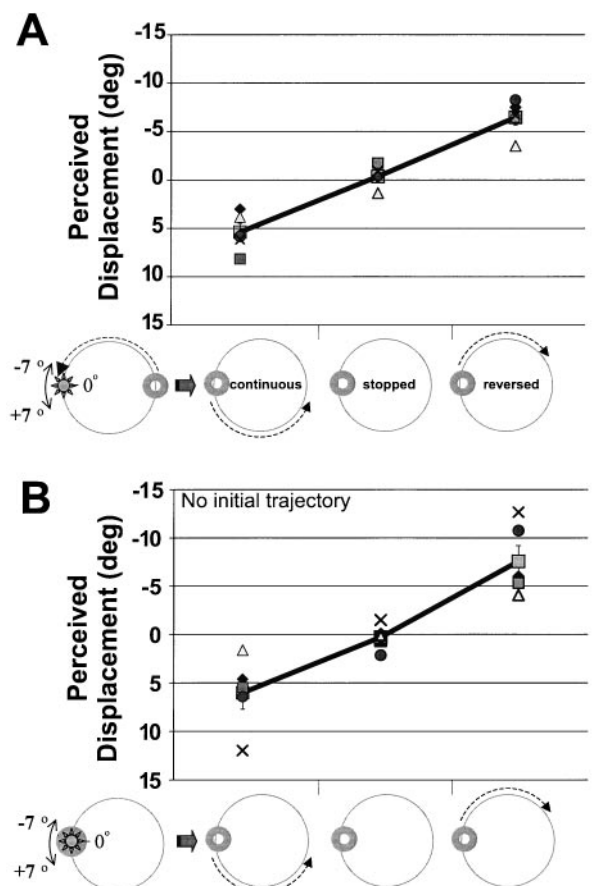 A
Perceived
Displacement (deg)
-15
-10
-5
0
5
10
15
-7 °
0°
+7 °
continuous
stopped
reversed
B
No initial trajectory
Perceived
Displacement (deg)
-15
-10
-5
0
5
10
15
-7 °
0°
+7 °